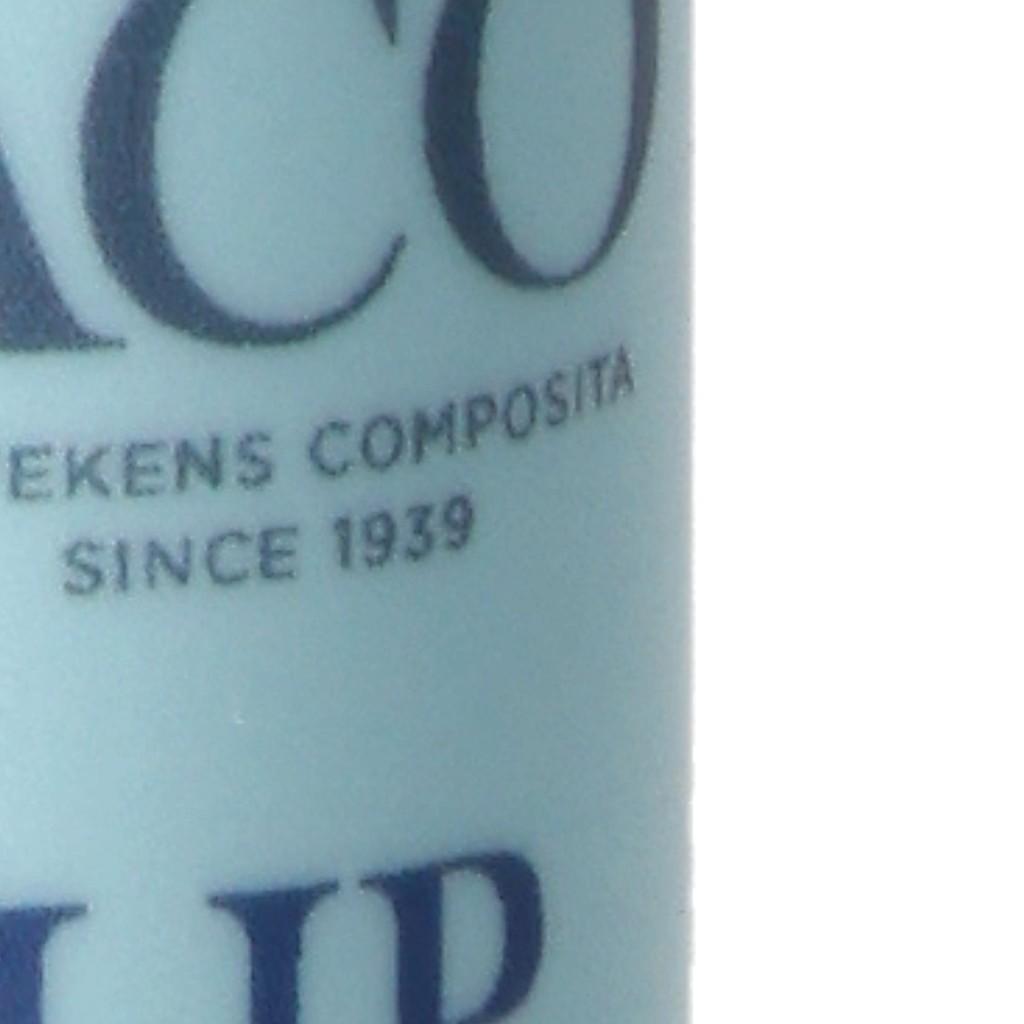 ACO
EKENS COMPOSITA
SINCE 1939
LIP